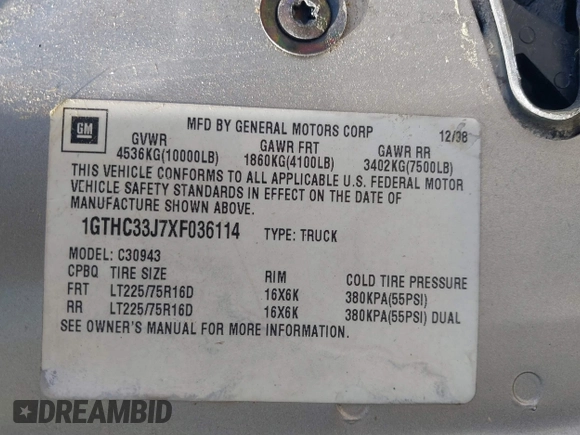 GM
MFD BY GENERAL MOTORS CORP 12/98
GVWR GAWR FRT GAWR RR
4536KG(10000LB) 1860KG(4100LB) 3402KG(7500LB)
THIS VEHICLE CONFORMS TO ALL APPLICABLE U.S. FEDERAL MOTOR
VEHICLE SAFETY STANDARDS IN EFFECT ON THE DATE OF
MANUFACTURE SHOWN ABOVE.
1GTHC33J7XF036114 TYPE: TRUCK
MODEL: C30943
CPBQ TIRE SIZE RIM COLD TIRE PRESSURE
FRT LT225/75R16D 16X6K 380KPA(55PSI)
RR LT225/75R16D 16X6K 380KPA(55PSI) DUAL
SEE OWNER'S MANUAL FOR MORE INFORMATION.
DREAMBID